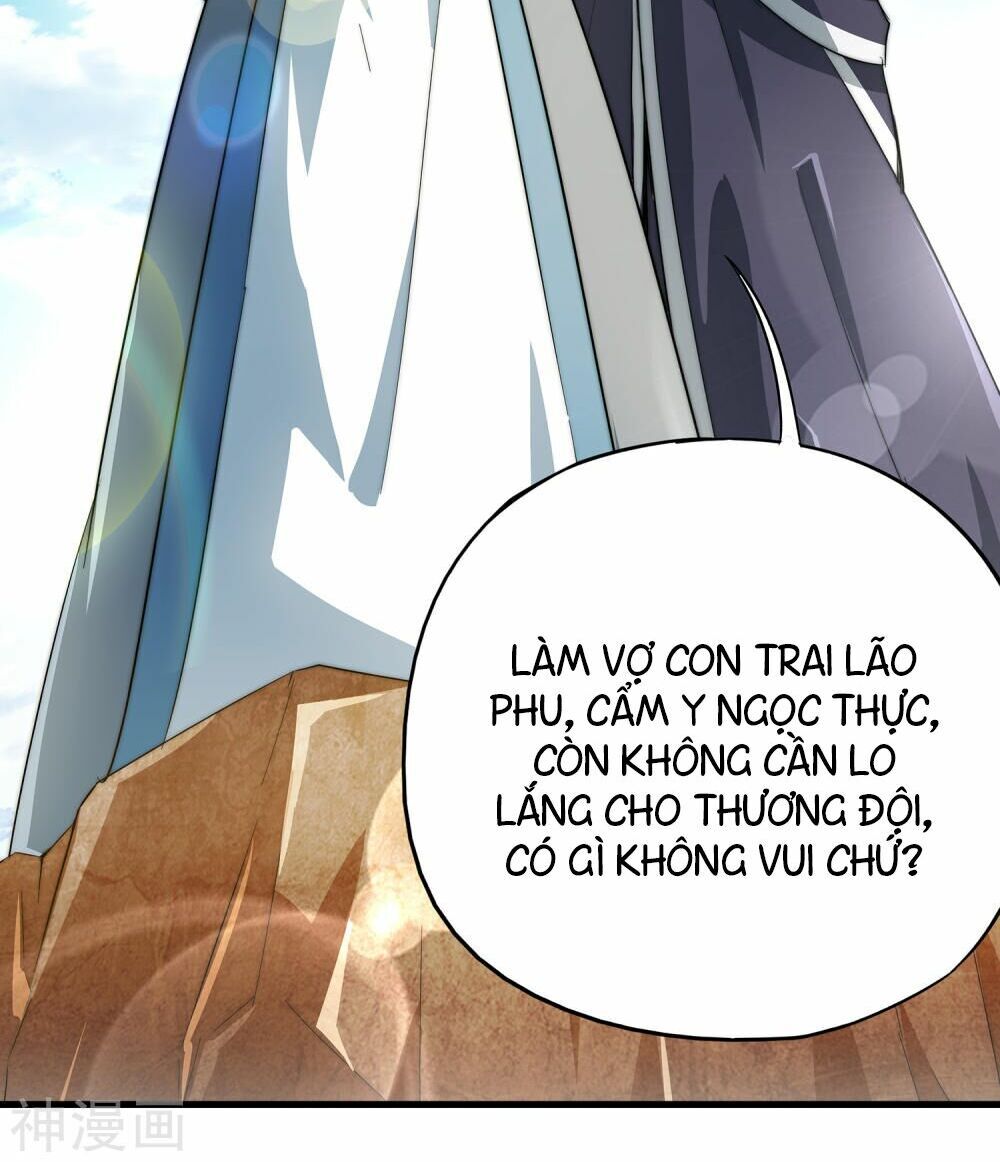 LÀM VỢ CON TRAI LÃO
PHU, CẨM Y NGỌC THỰC,
CÒN KHÔNG CẦN LO
LẮNG CHO THƯƠNG ĐỘI,
CÓ GÌ KHÔNG VUI CHỨ?
神漫画